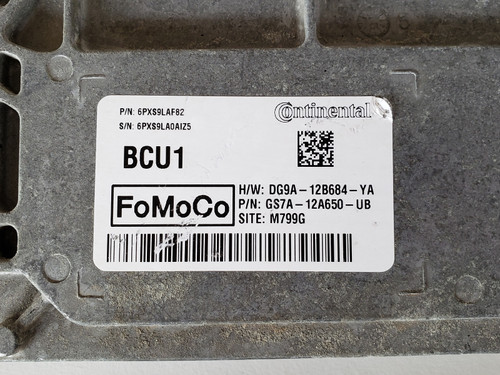 P/N: 6PXS9LAF82
S/N: 6PXS9LA0AIZ5
Continental
BCU1
FoMoCo
H/W: DG9A-12B684-YA
P/N: GS7A-12A650-UB
SITE: M799G